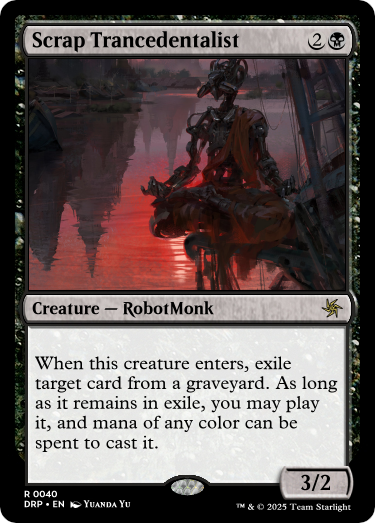 Scrap Trancedentalist 2
Creature — RobotMonk
When this creature enters, exile
target card from a graveyard. As long
as it remains in exile, you may play
it, and mana of any color can be
spent to cast it.
3/2
R 0040
DRP • EN Yuanda Yu
™ & © 2025 Team Starlight